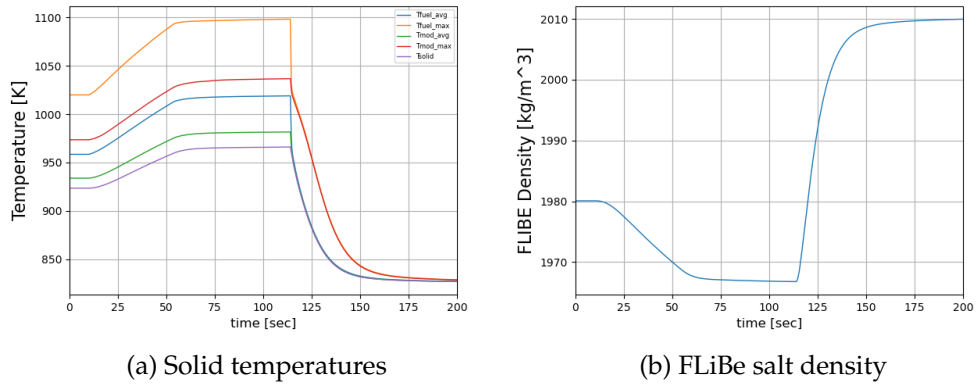 1100
1050
1000
950
900
850
Temperature [K]
Tfuel_avg
Tfuel_max
Tmod_avg
Tmod_max
Tsolid
0 25 50 75 100 125 150 175 200
time [sec]
(a) Solid temperatures
2010
2000
1990
1980
1970
FLIBE Density [kg/m^3]
0 25 50 75 100 125 150 175 200
time [sec]
(b) FLiBe salt density